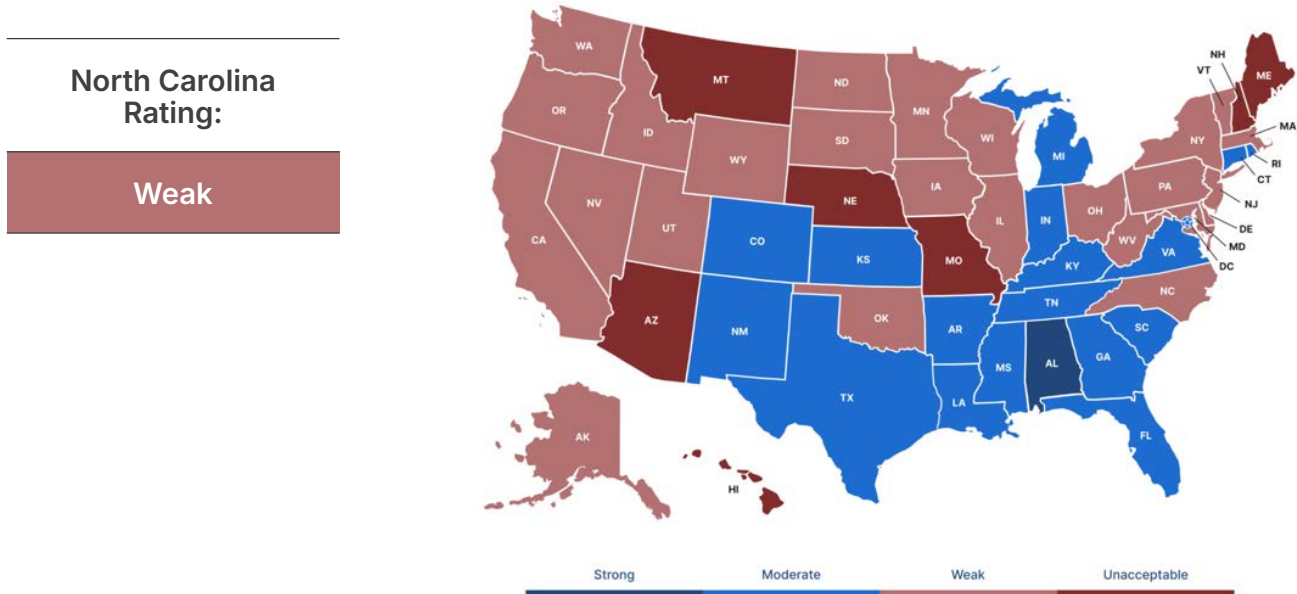 North Carolina
Rating:
Weak
WA
OR
CA
NV
ID
MT
WY
UT
AZ
CO
NM
ND
SD
NE
KS
OK
TX
MN
IA
MO
AR
LA
WI
IL
MI
IN
OH
KY
TN
MS
AL
GA
FL
SC
NC
VA
WV
PA
NY
VT
NH
ME
MA
RI
CT
NJ
DE
MD
DC
AK
HI
Strong
Moderate
Weak
Unacceptable